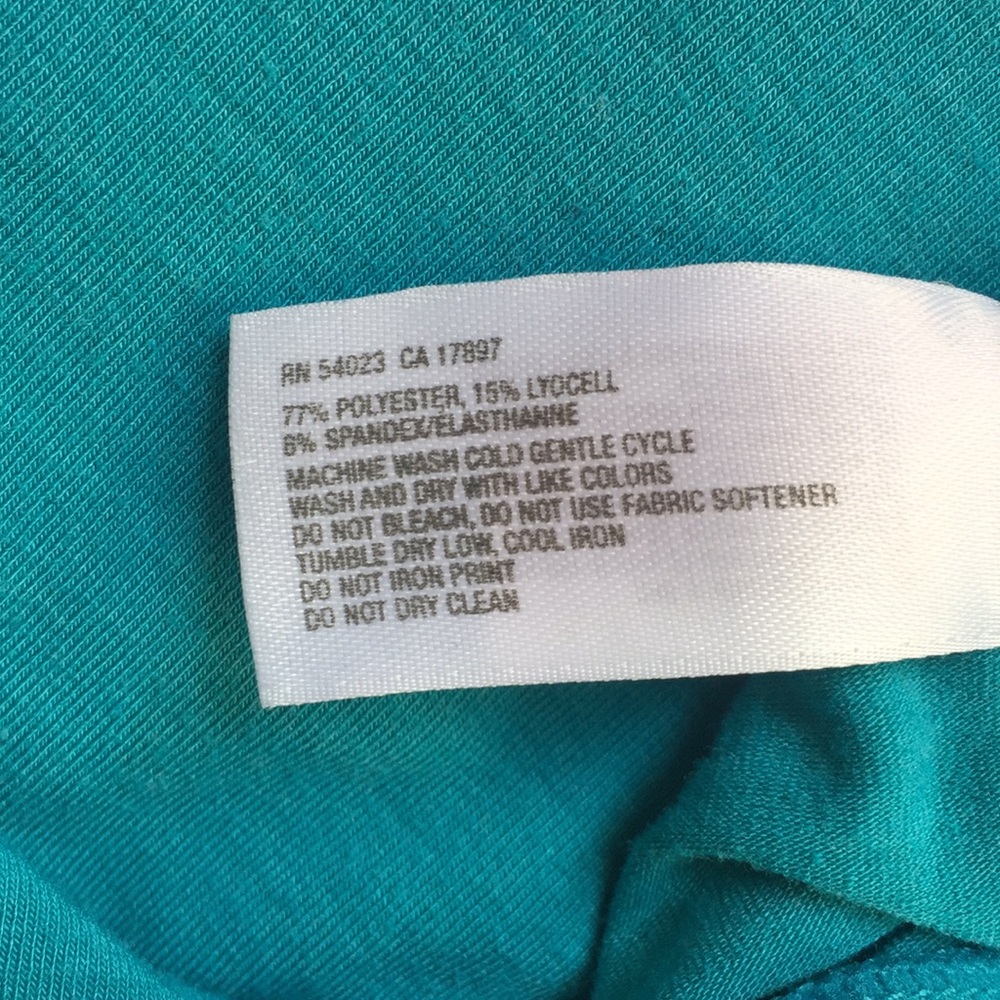 RN 54023 CA 17897
77% POLYESTER, 15% LYOCELL
8% SPANDEX/ELASTHANNE
MACHINE WASH COLD GENTLE CYCLE
WASH AND DRY WITH LIKE COLORS
DO NOT BLEACH, DO NOT USE FABRIC SOFTENER
TUMBLE DRY LOW, COOL IRON
DO NOT IRON PRINT
DO NOT DRY CLEAN